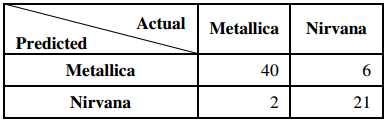 Actual
Predicted
Metallica Nirvana
Metallica 40 6
Nirvana 2 21